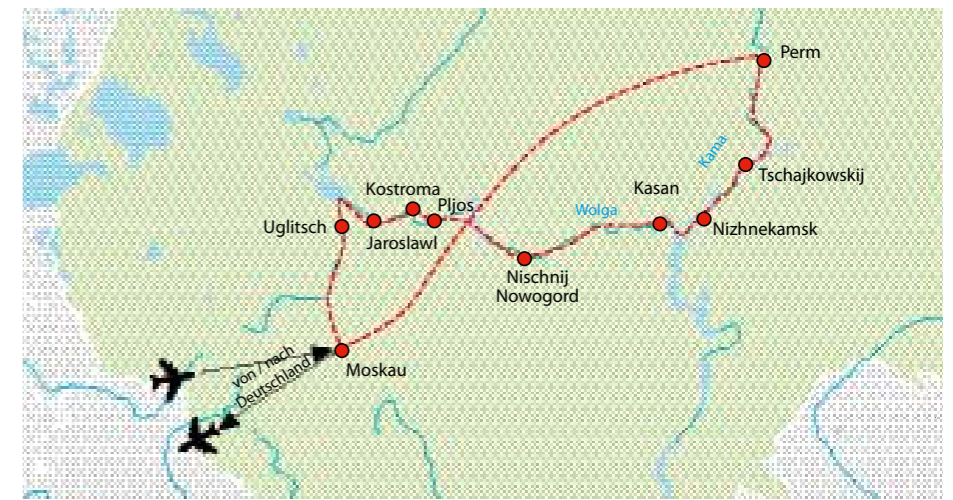 Perm
Kama
Tschajkowskij
Kostroma
Kasan
Pljos
Wolga
Uglitsch
Jaroslawl
Nizhnekamsk
Nischnij
Nowogord
von / nach
Deutschland
Moskau